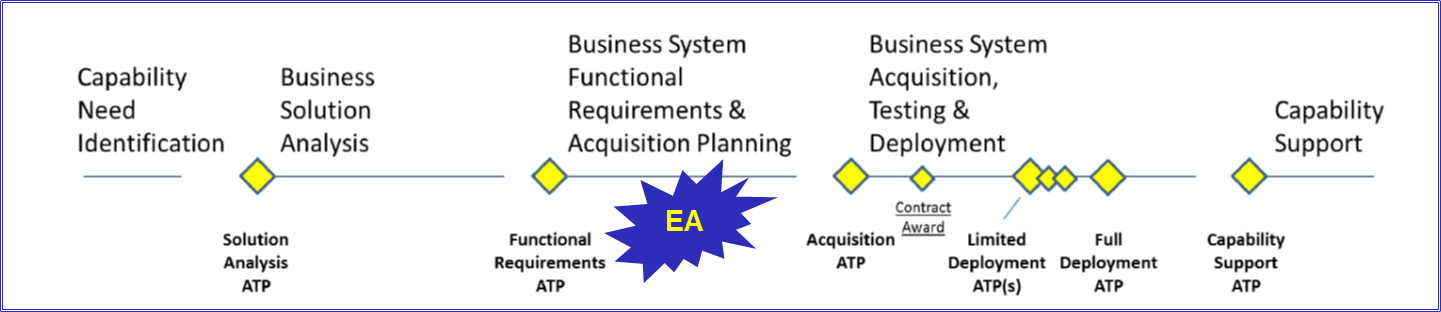 Capability
Need
Identification
Business
Solution
Analysis
Business System
Functional
Requirements &
Acquisition Planning
Business System
Acquisition,
Testing &
Deployment
Capability
Support
Solution
Analysis
ATP
Functional
Requirements
ATP
EA
Acquisition
ATP
Contract
Award
Limited
Deployment
ATP(s)
Full
Deployment
ATP
Capability
Support
ATP